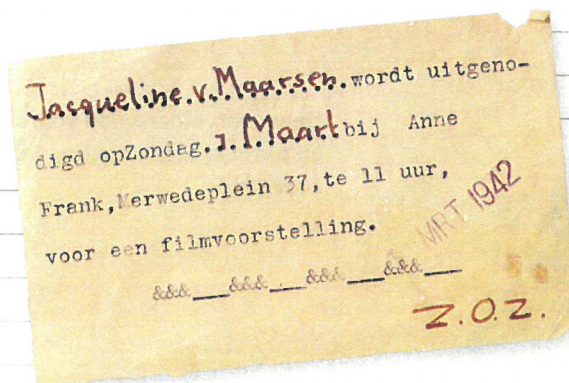 Jacqueline.v.Maarsen.wordt uitgeno-
digd opZondag.1.Maart bij Anne
Frank,Merwedeplein 37,te 11 uur,
voor een filmvoorstelling.
MRT 1942
&&&___&&&___&&&___&&&___
Z.O.Z.